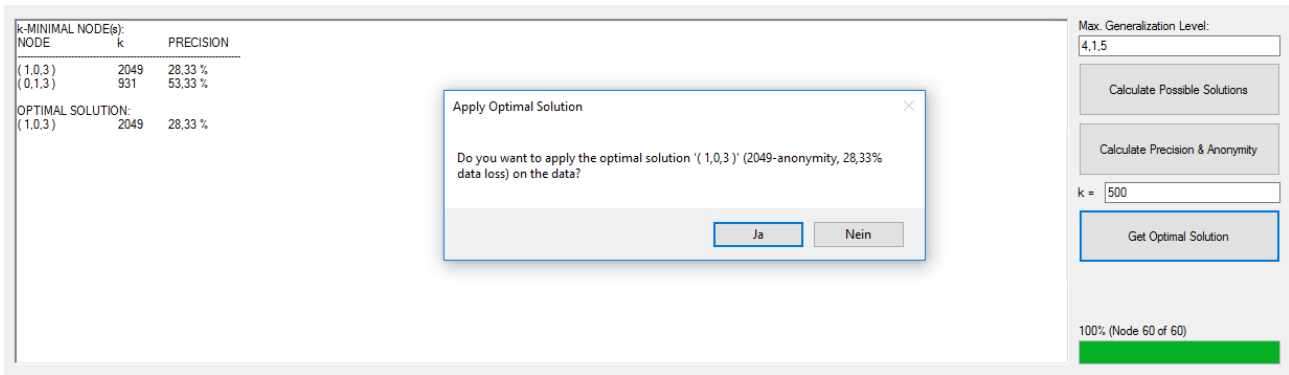 k-MINIMAL NODE(s):
NODE k PRECISION
( 1,0,3 ) 2049 28,33 %
( 0,1,3 ) 931 53,33 %
OPTIMAL SOLUTION:
( 1,0,3 ) 2049 28,33 %
Apply Optimal Solution
Do you want to apply the optimal solution '( 1,0,3 )' (2049-anonymity, 28,33%
data loss) on the data?
Ja
Nein
Max. Generalization Level:
4,1,5
Calculate Possible Solutions
Calculate Precision & Anonymity
k = 500
Get Optimal Solution
100% (Node 60 of 60)